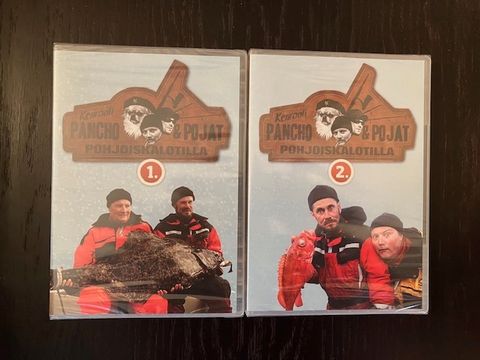 Kenraali
PANCHO & POJAT
POHJOISKALOTILLA
1.
Kenraali
PANCHO & POJAT
POHJOISKALOTILLA
2.